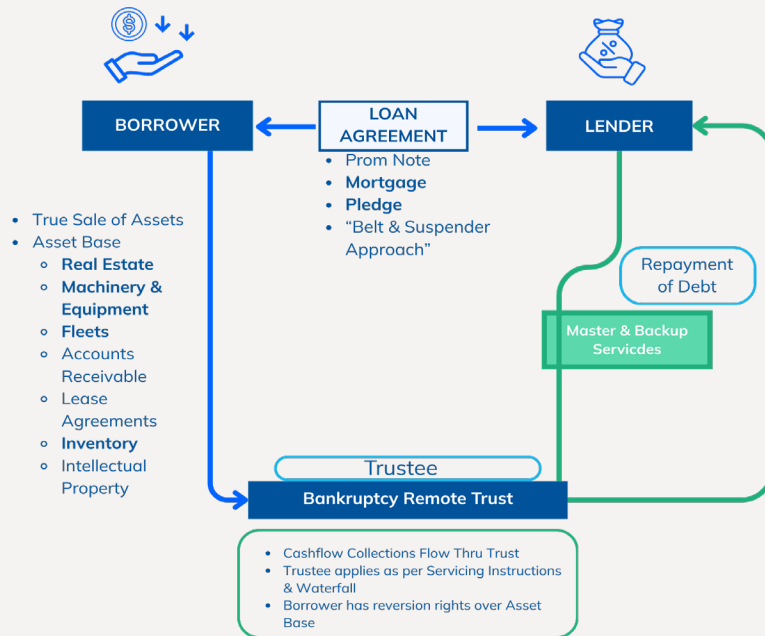 BORROWER
LOAN
AGREEMENT
LENDER
• Prom Note
• Mortgage
• Pledge
• “Belt & Suspender
Approach”
• True Sale of Assets
• Asset Base
○ Real Estate
○ Machinery &
Equipment
○ Fleets
○ Accounts
Receivable
○ Lease
Agreements
○ Inventory
○ Intellectual
Property
Repayment
of Debt
Master & Backup
Servicdes
Trustee
Bankruptcy Remote Trust
• Cashflow Collections Flow Thru Trust
• Trustee applies as per Servicing Instructions
& Waterfall
• Borrower has reversion rights over Asset
Base